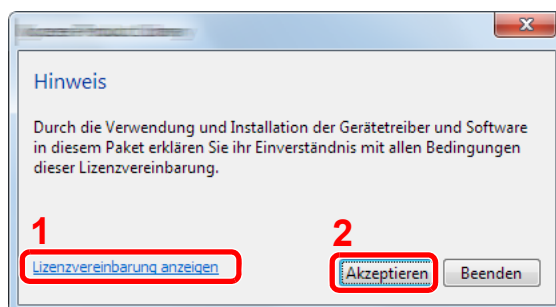 Hinweis
Durch die Verwendung und Installation der Gerätetreiber und Software
in diesem Paket erklären Sie ihr Einverständnis mit allen Bedingungen
dieser Lizenzvereinbarung.
1
2
Lizenzvereinbarung anzeigen
Akzeptieren
Beenden